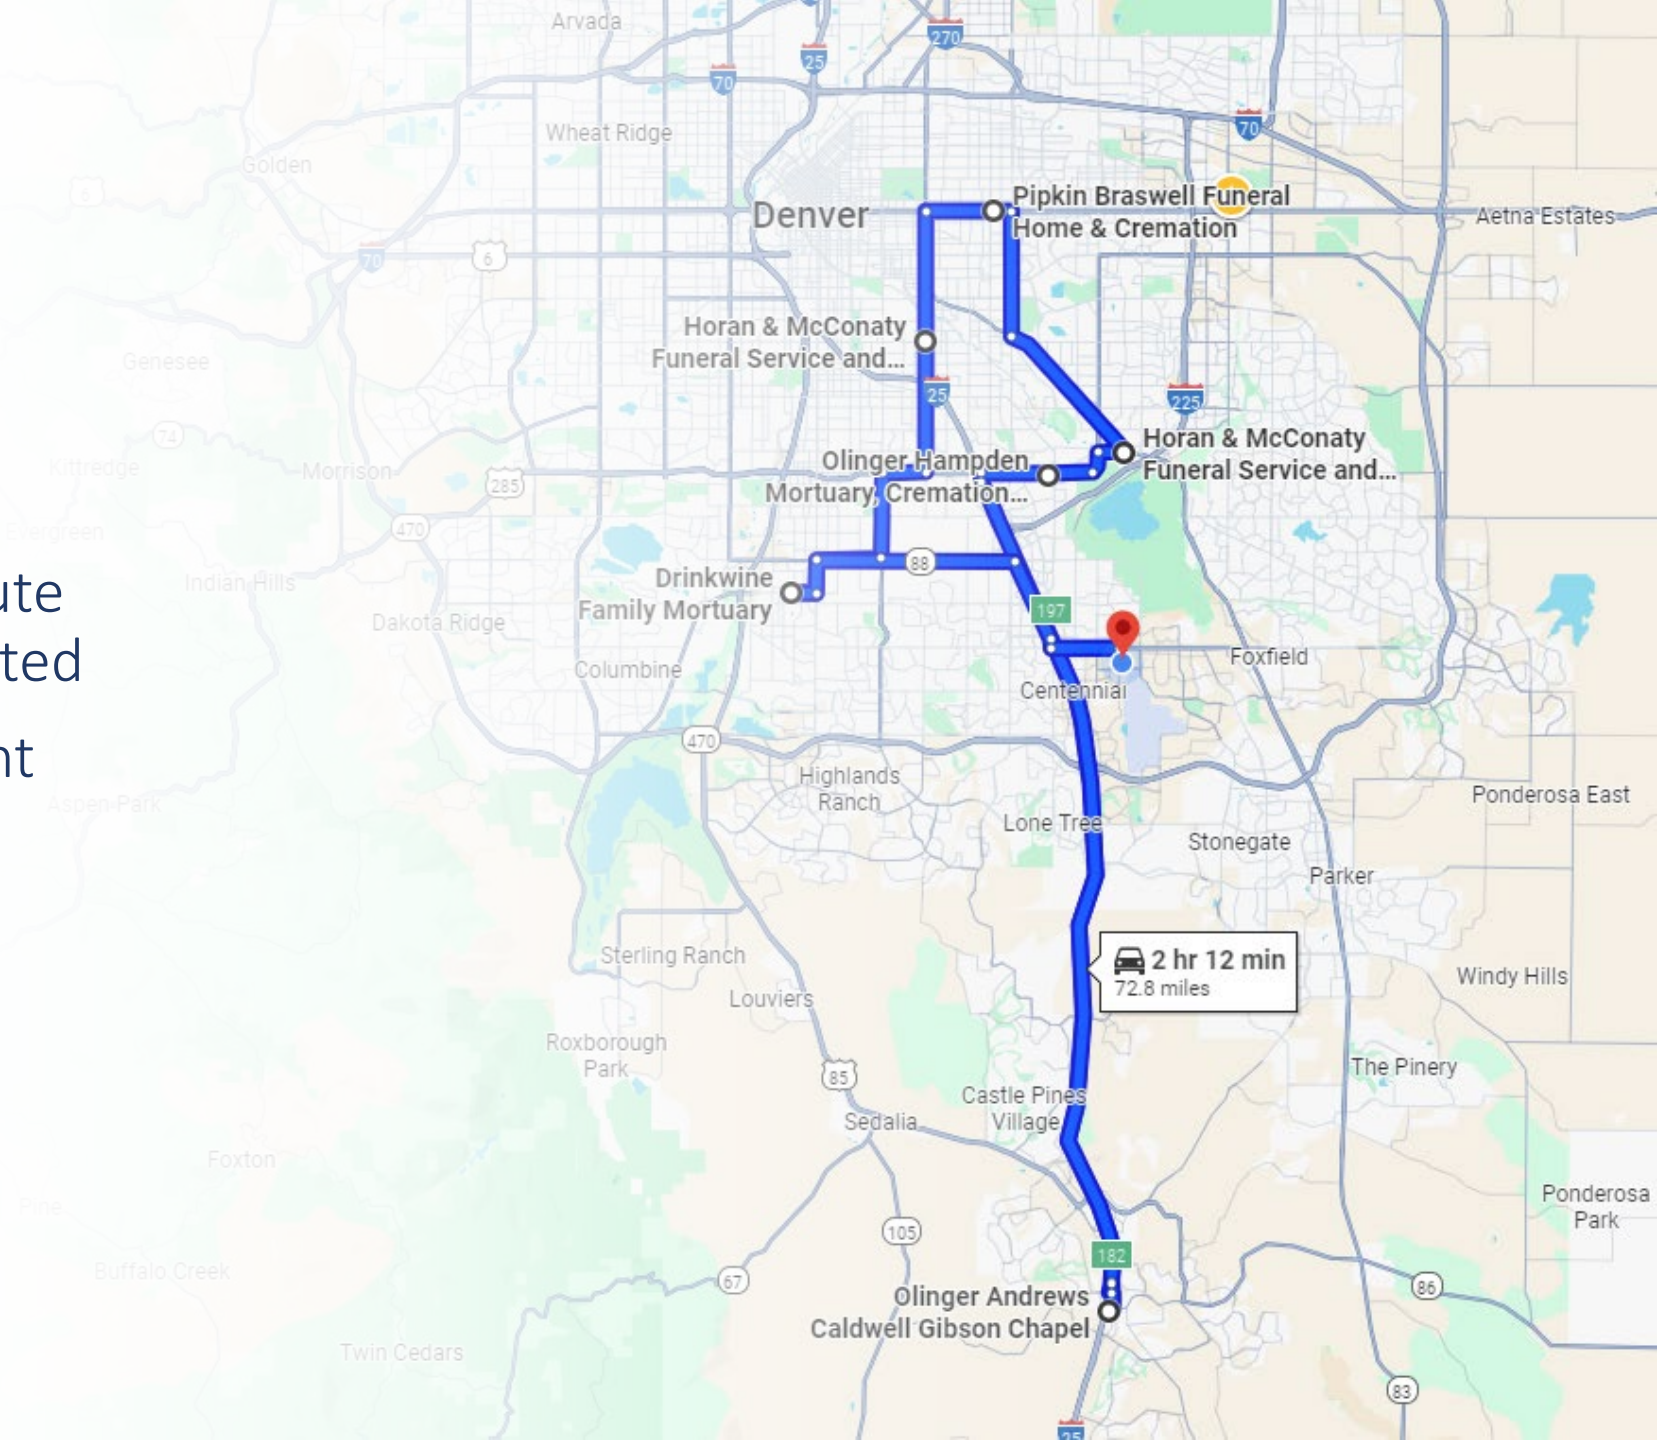 Arvada
270
25
70
Wheat Ridge
70
Golden
6
Pipkin Braswell Funeral
Home & Cremation
Denver
Aetna Estates
6
70
Horan & McConaty
Funeral Service and...
Genesee
25
225
74
Horan & McConaty
Funeral Service and...
Kittredge
Morrison
285
Olinger Hampden
Mortuary, Cremation...
470
Evergreen
88
Indian Hills
Drinkwine
Family Mortuary
ute
197
Dakota Ridge
ted
Columbine
Foxfield
Centennial
470
nt
Highlands
Ranch
Aspen Park
Ponderosa East
Lone Tree
Stonegate
Parker
Sterling Ranch
2 hr 12 min
72.8 miles
Windy Hills
Louviers
Roxborough
Park
The Pinery
85
Castle Pines
Village
Sedalia
Foxton
Pine
Ponderosa
Park
105
182
Buffalo Creek
67
86
Olinger Andrews
Caldwell Gibson Chapel
Twin Cedars
83
25